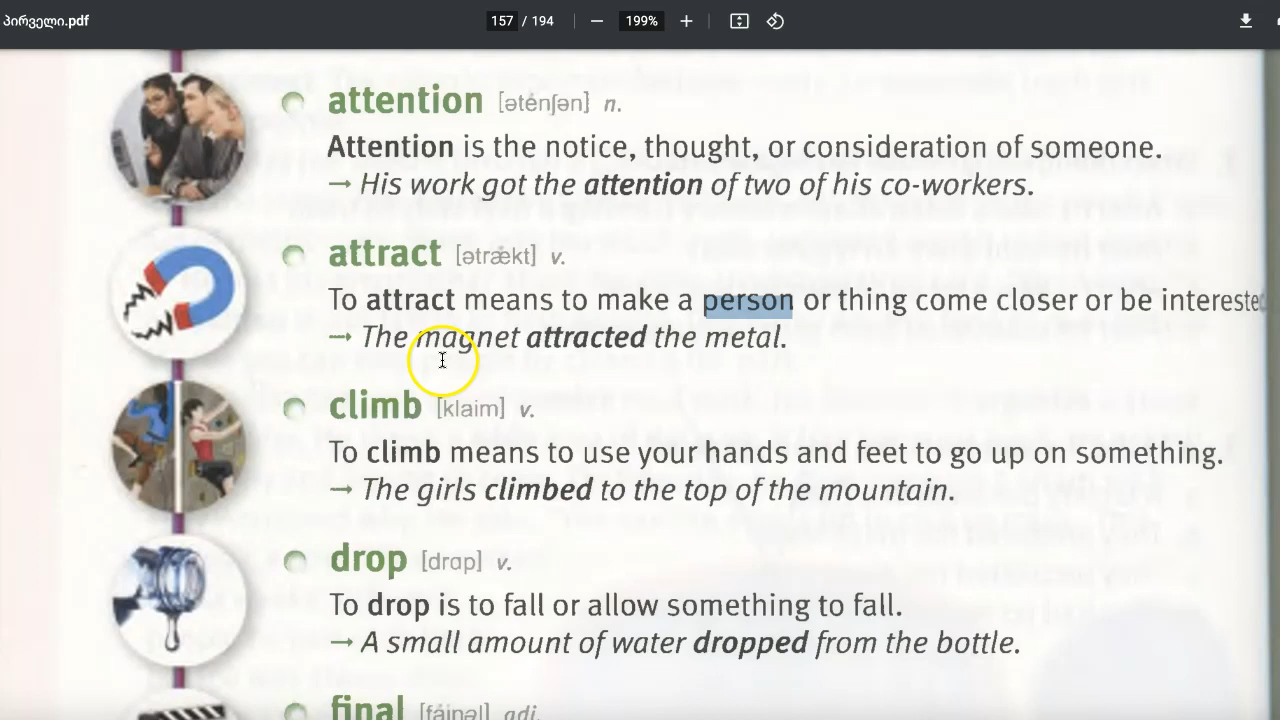 პირველი.pdf
157 / 194
199%
attention [əténʃən] n.
Attention is the notice, thought, or consideration of someone.
→ His work got the attention of two of his co-workers.
attract [ətrǽkt] v.
To attract means to make a person or thing come closer or be interested
→ The magnet attracted the metal.
climb [klaim] v.
To climb means to use your hands and feet to go up on something.
→ The girls climbed to the top of the mountain.
drop [drɑp] v.
To drop is to fall or allow something to fall.
→ A small amount of water dropped from the bottle.
final [fáinəl] adj.